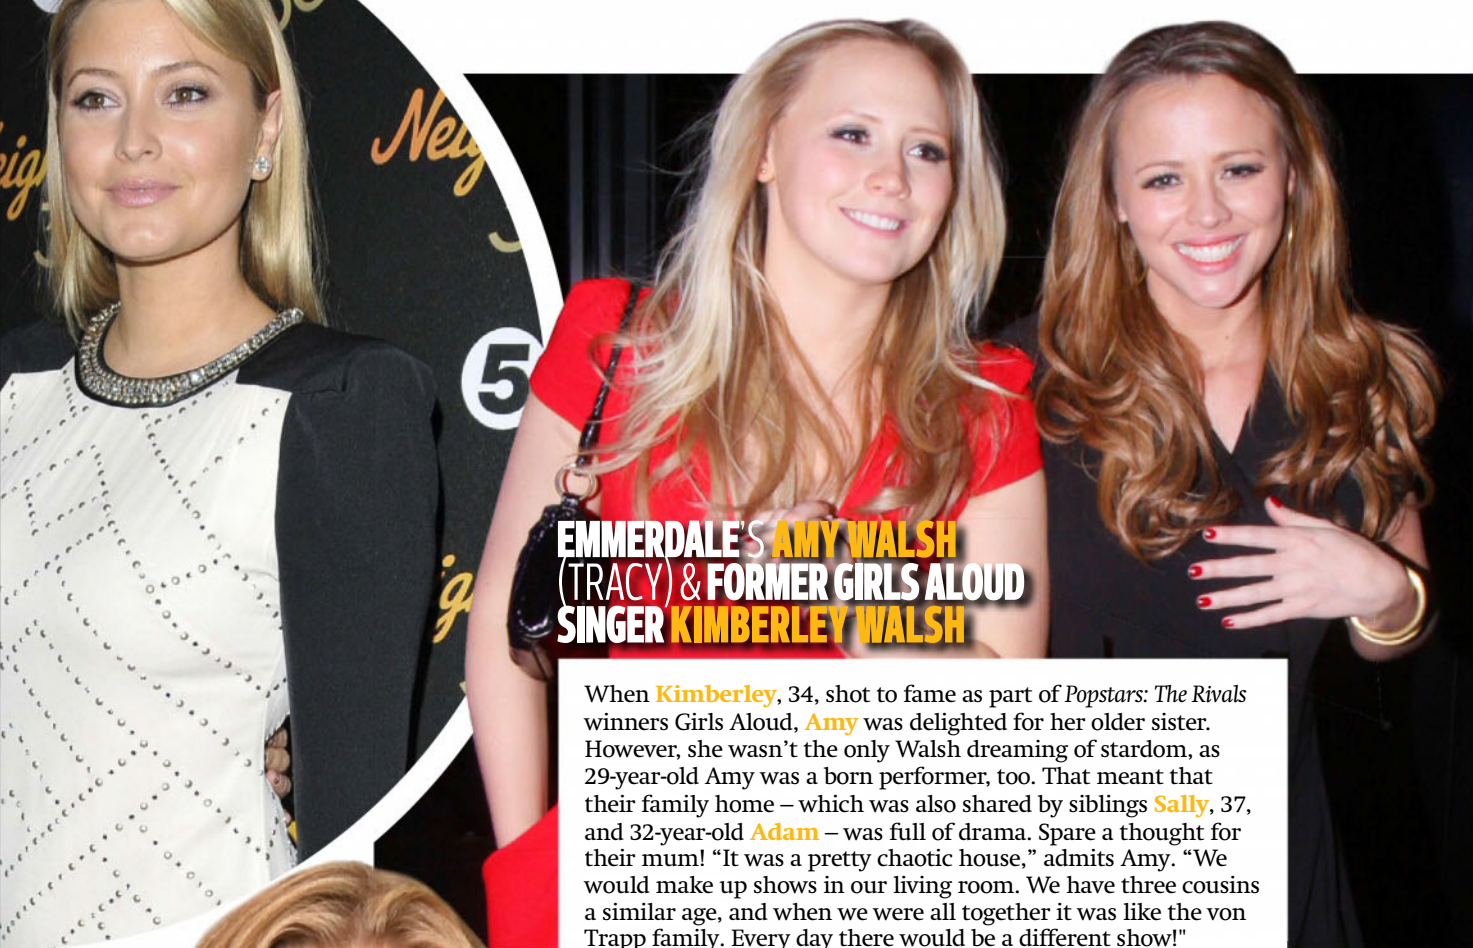 Neig
5
EMMERDALE'S AMY WALSH
(TRACY) & FORMER GIRLS ALOUD
SINGER KIMBERLEY WALSH
When Kimberley, 34, shot to fame as part of Popstars: The Rivals
winners Girls Aloud, Amy was delighted for her older sister.
However, she wasn’t the only Walsh dreaming of stardom, as
29-year-old Amy was a born performer, too. That meant that
their family home – which was also shared by siblings Sally, 37,
and 32-year-old Adam – was full of drama. Spare a thought for
their mum! “It was a pretty chaotic house,” admits Amy. “We
would make up shows in our living room. We have three cousins
a similar age, and when we were all together it was like the von
Trapp family. Every day there would be a different show!"